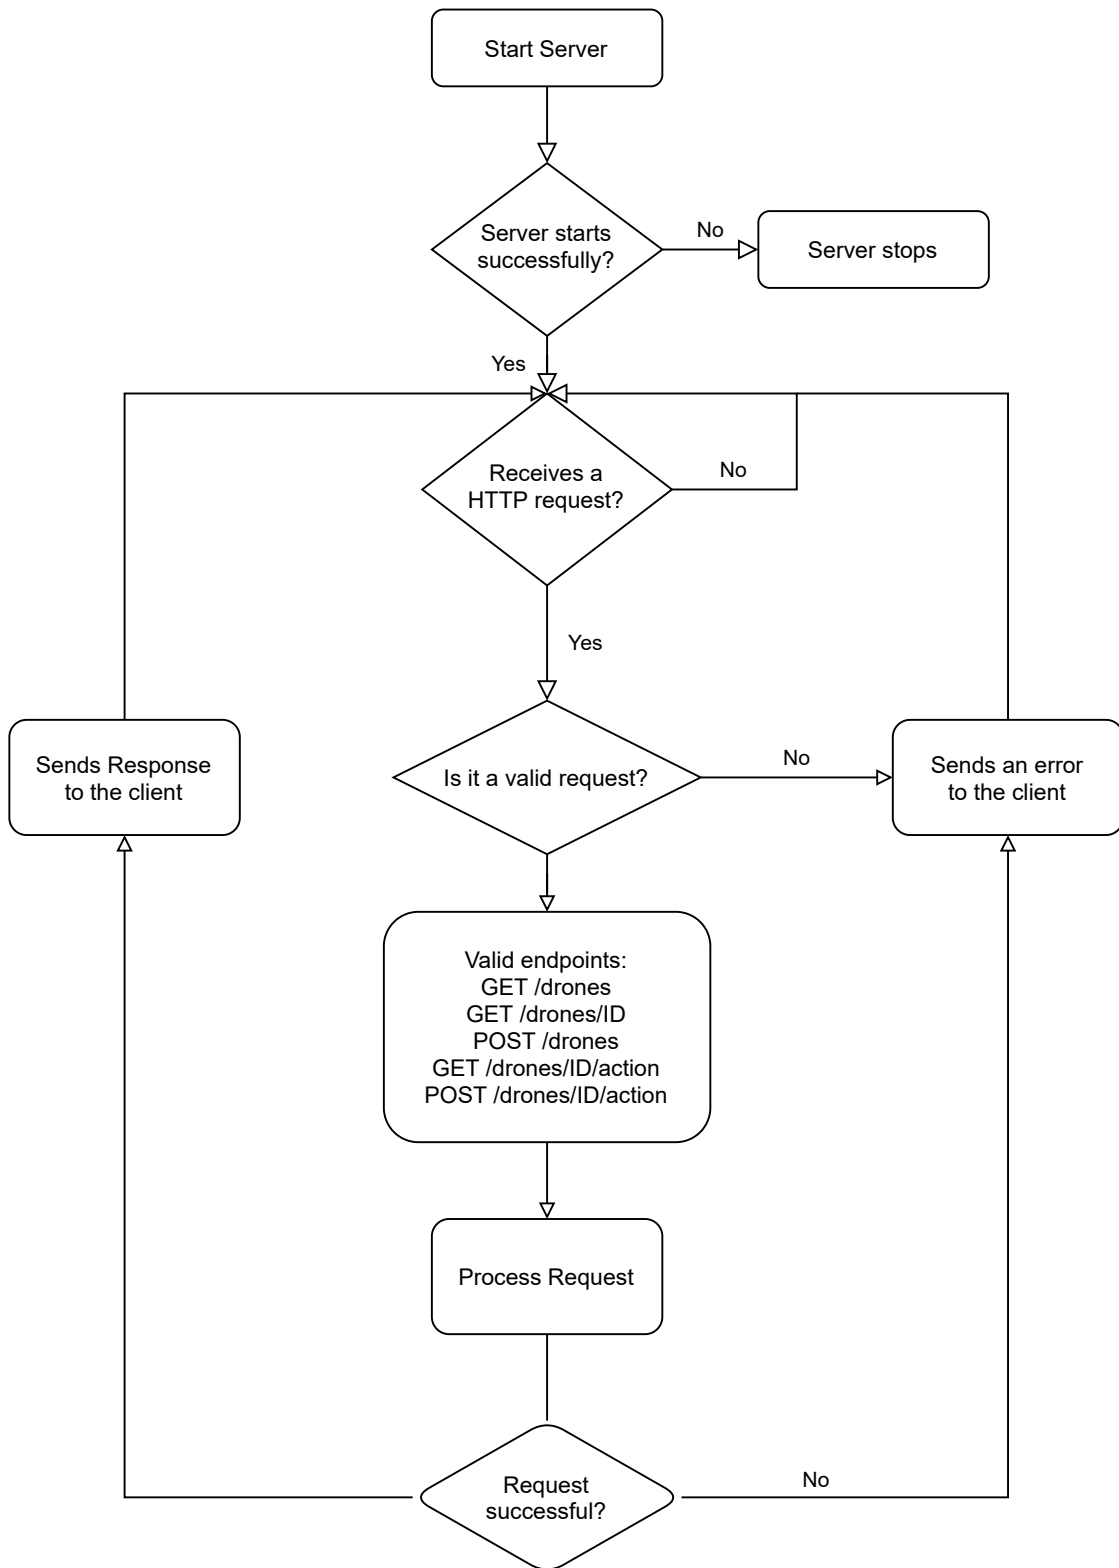 Start Server
Server starts
successfully?
No
Server stops
Yes
Receives a
HTTP request?
No
Yes
Sends Response
to the client
Is it a valid request?
No
Sends an error
to the client
Valid endpoints:
GET /drones
GET /drones/ID
POST /drones
GET /drones/ID/action
POST /drones/ID/action
Process Request
Request
successful?
No